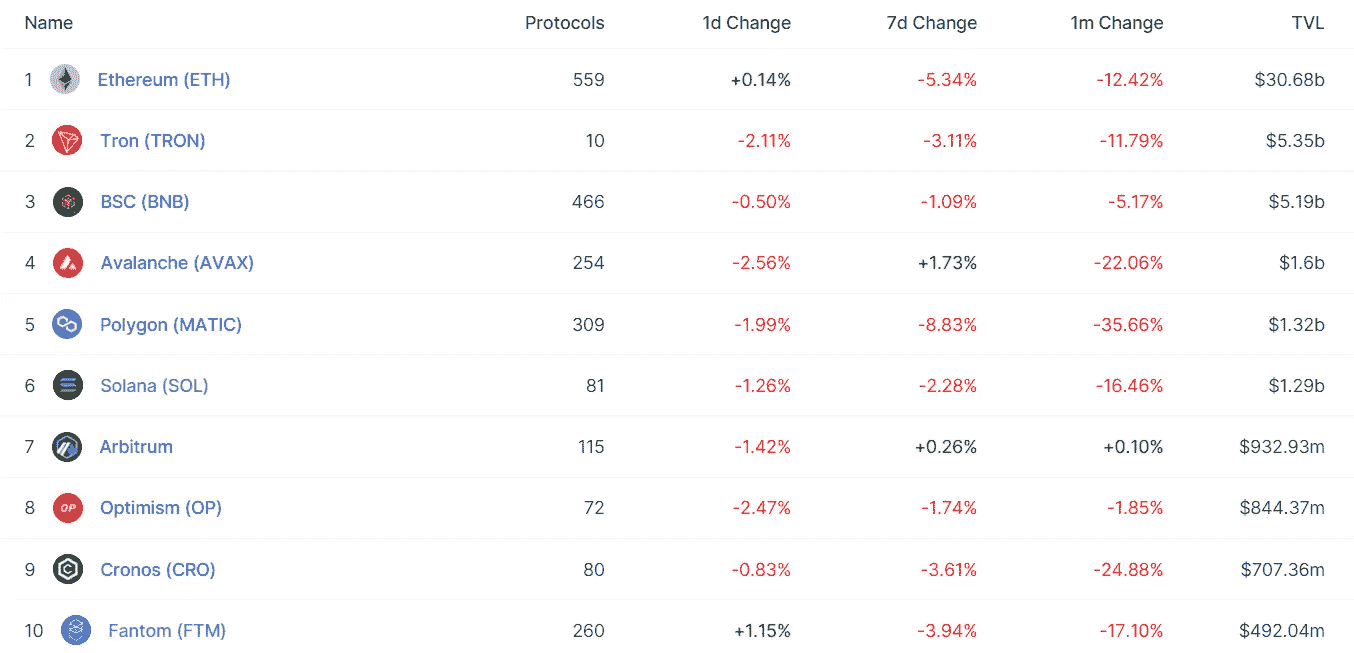 Name Protocols 1d Change 7d Change 1m Change TVL
1 Ethereum (ETH) 559 +0.14% -5.34% -12.42% $30.68b
2 Tron (TRON) 10 -2.11% -3.11% -11.79% $5.35b
3 BSC (BNB) 466 -0.50% -1.09% -5.17% $5.19b
4 Avalanche (AVAX) 254 -2.56% +1.73% -22.06% $1.6b
5 Polygon (MATIC) 309 -1.99% -8.83% -35.66% $1.32b
6 Solana (SOL) 81 -1.26% -2.28% -16.46% $1.29b
7 Arbitrum 115 -1.42% +0.26% +0.10% $932.93m
8 OP Optimism (OP) 72 -2.47% -1.74% -1.85% $844.37m
9 Cronos (CRO) 80 -0.83% -3.61% -24.88% $707.36m
10 Fantom (FTM) 260 +1.15% -3.94% -17.10% $492.04m